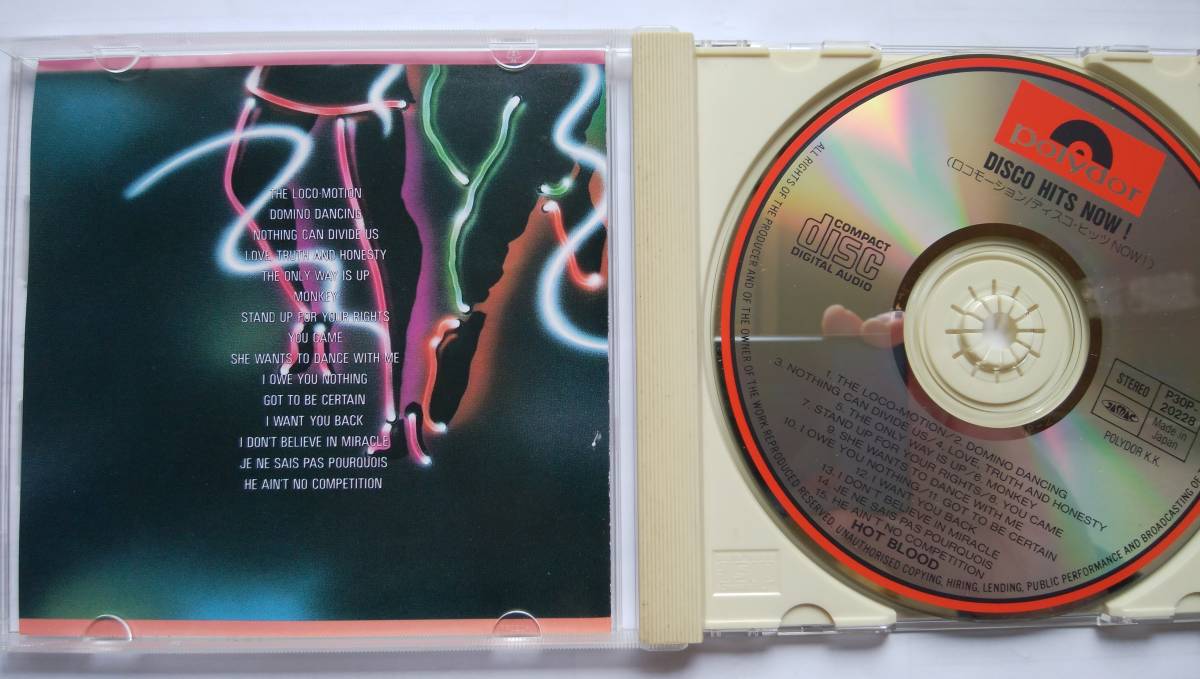 THE LOCO-MOTION
DOMINO DANCING
NOTHING CAN DIVIDE US
LOVE, TRUTH AND HONESTY
THE ONLY WAY IS UP
MONKEY
STAND UP FOR YOUR RIGHTS
YOU CAME
SHE WANTS TO DANCE WITH ME
I OWE YOU NOTHING
GOT TO BE CERTAIN
I WANT YOU BACK
I DON'T BELIEVE IN MIRACLE
JE NE SAIS PAS POURQUOIS
HE AIN'T NO COMPETITION
polydor
DISCO HITS NOW!
(ロコモーション/ディスコ・ヒッツ NOW!)
COMPACT
disc
DIGITAL AUDIO
STEREO
P30P
20228
JASRAC
Made in
Japan
POLYDOR K.K.
1. THE LOCO-MOTION/2. DOMINO DANCING
3. NOTHING CAN DIVIDE US/4. LOVE, TRUTH AND HONESTY
5. THE ONLY WAY IS UP/6. MONKEY
7. STAND UP FOR YOUR RIGHTS/8. YOU CAME
9. SHE WANTS TO DANCE WITH ME
10. I OWE YOU NOTHING/11. GOT TO BE CERTAIN
12. I WANT YOU BACK
13. I DON'T BELIEVE IN MIRACLE
14. JE NE SAIS PAS POURQUOIS
15. HE AIN'T NO COMPETITION
HOT BLOOD
ALL RIGHTS OF THE PRODUCER AND OF THE OWNER OF THE WORK REPRODUCED RESERVED. UNAUTHORISED COPYING, HIRING, LENDING, PUBLIC PERFORMANCE AND BROADCASTING OF